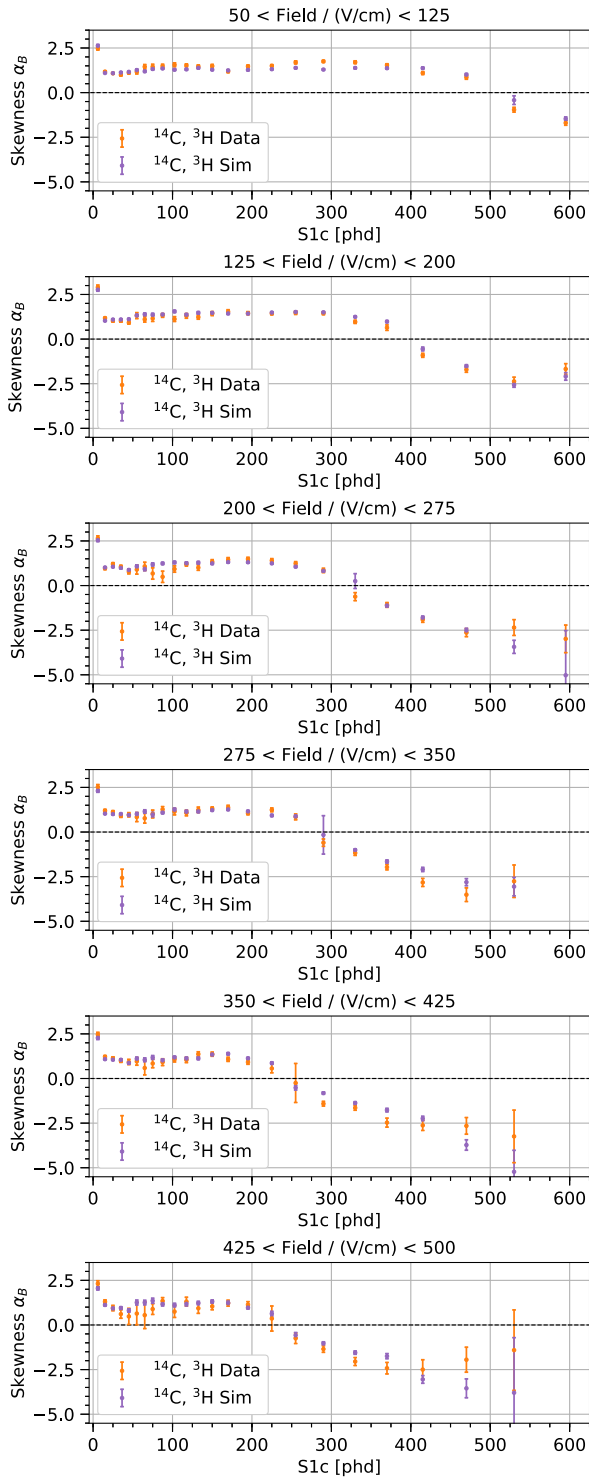 50 < Field / (V/cm) < 125
Skewness α_B
2.5
0.0
−2.5
−5.0
¹⁴C, ³H Data
¹⁴C, ³H Sim
0 100 200 300 400 500 600
S1c [phd]
125 < Field / (V/cm) < 200
Skewness α_B
2.5
0.0
−2.5
−5.0
¹⁴C, ³H Data
¹⁴C, ³H Sim
0 100 200 300 400 500 600
S1c [phd]
200 < Field / (V/cm) < 275
Skewness α_B
2.5
0.0
−2.5
−5.0
¹⁴C, ³H Data
¹⁴C, ³H Sim
0 100 200 300 400 500 600
S1c [phd]
275 < Field / (V/cm) < 350
Skewness α_B
2.5
0.0
−2.5
−5.0
¹⁴C, ³H Data
¹⁴C, ³H Sim
0 100 200 300 400 500 600
S1c [phd]
350 < Field / (V/cm) < 425
Skewness α_B
2.5
0.0
−2.5
−5.0
¹⁴C, ³H Data
¹⁴C, ³H Sim
0 100 200 300 400 500 600
S1c [phd]
425 < Field / (V/cm) < 500
Skewness α_B
2.5
0.0
−2.5
−5.0
¹⁴C, ³H Data
¹⁴C, ³H Sim
0 100 200 300 400 500 600
S1c [phd]